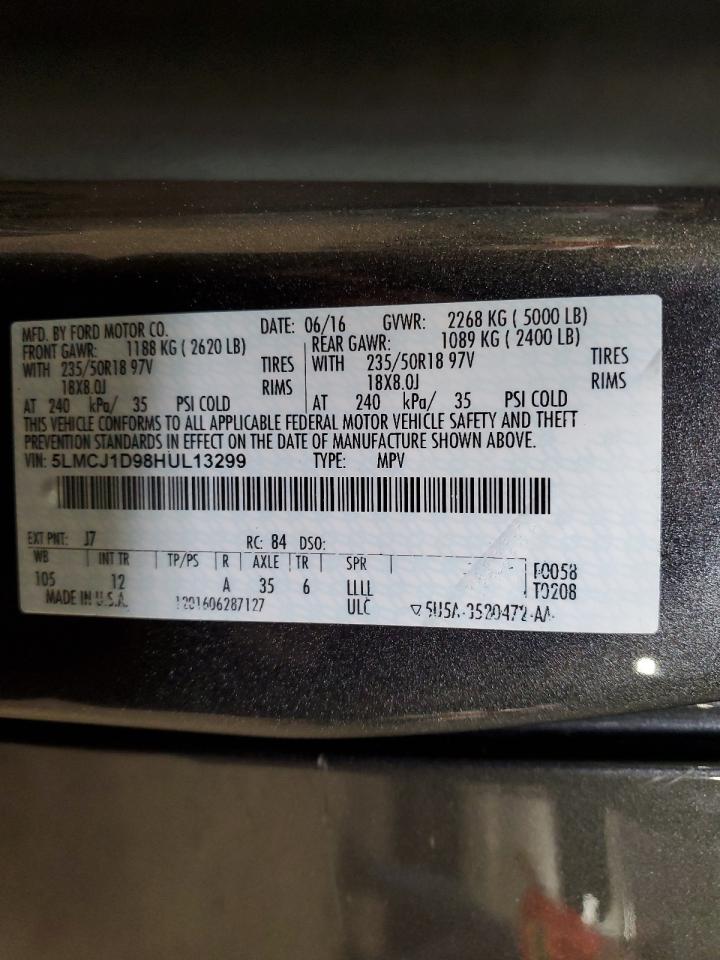 MFD. BY FORD MOTOR CO. DATE: 06/16 GVWR: 2268 KG ( 5000 LB)
FRONT GAWR: 1188 KG ( 2620 LB) REAR GAWR: 1089 KG ( 2400 LB)
WITH 235/50R18 97V TIRES WITH 235/50R18 97V TIRES
18X8.0J RIMS 18X8.0J RIMS
AT 240 kPa/ 35 PSI COLD AT 240 kPa/ 35 PSI COLD
THIS VEHICLE CONFORMS TO ALL APPLICABLE FEDERAL MOTOR VEHICLE SAFETY AND THEFT
PREVENTION STANDARDS IN EFFECT ON THE DATE OF MANUFACTURE SHOWN ABOVE.
VIN: 5LMCJ1D98HUL13299 TYPE: MPV
EXT PNT: J7 RC: 84 DSO:
WB INT TR TP/PS R AXLE TR SPR
105 12 A 35 6 LLLL F0058
T0208
MADE IN U.S.A. 1201606287127 ULC ▽5U5A-3520472-AA